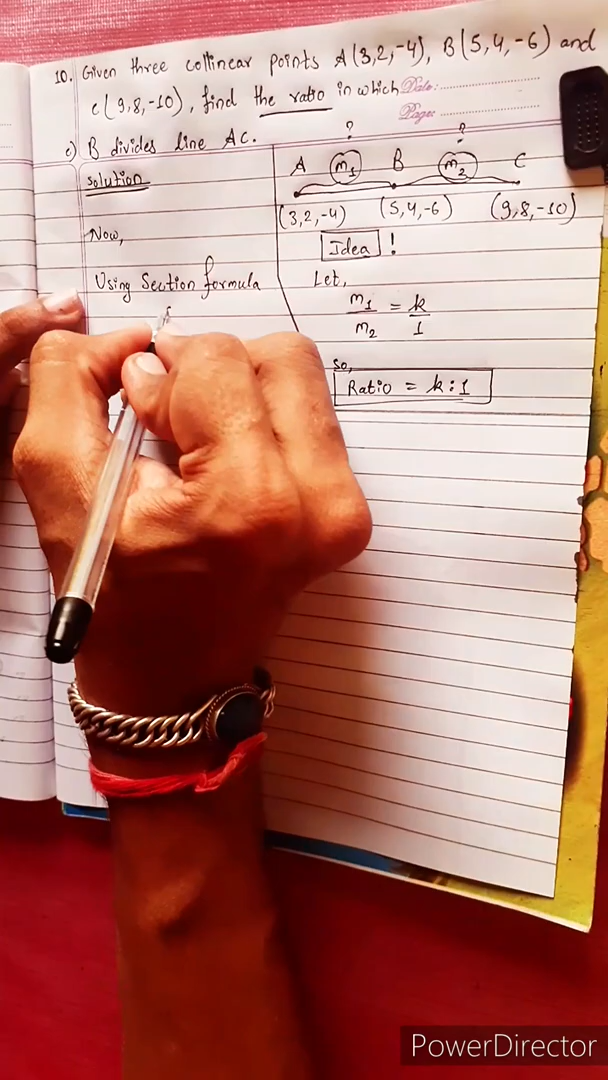 10. Given three collinear points A(3,2,-4), B(5,4,-6) and
C(9,8,-10), find the ratio in which
Date:
Page:
c) B divides line AC.
? ?
A m₁ B m₂ C
(3,2,-4) (5,4,-6) (9,8,-10)
Solution
Idea !
Now,
Let,
Using Section formula
m₁/m₂ = k/1
So,
Ratio = k:1
PowerDirector